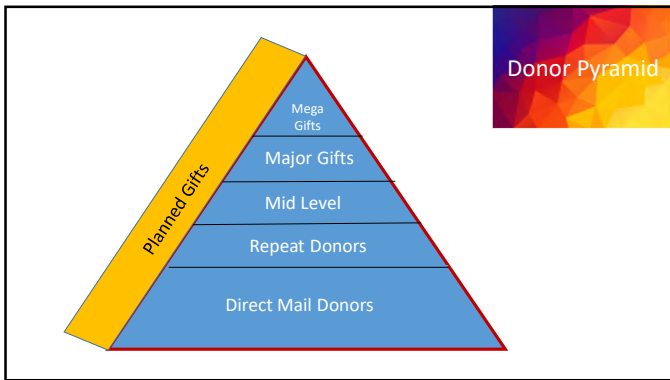 Donor Pyramid
Mega
Gifts
Major Gifts
Mid Level
Repeat Donors
Direct Mail Donors
Planned Gifts